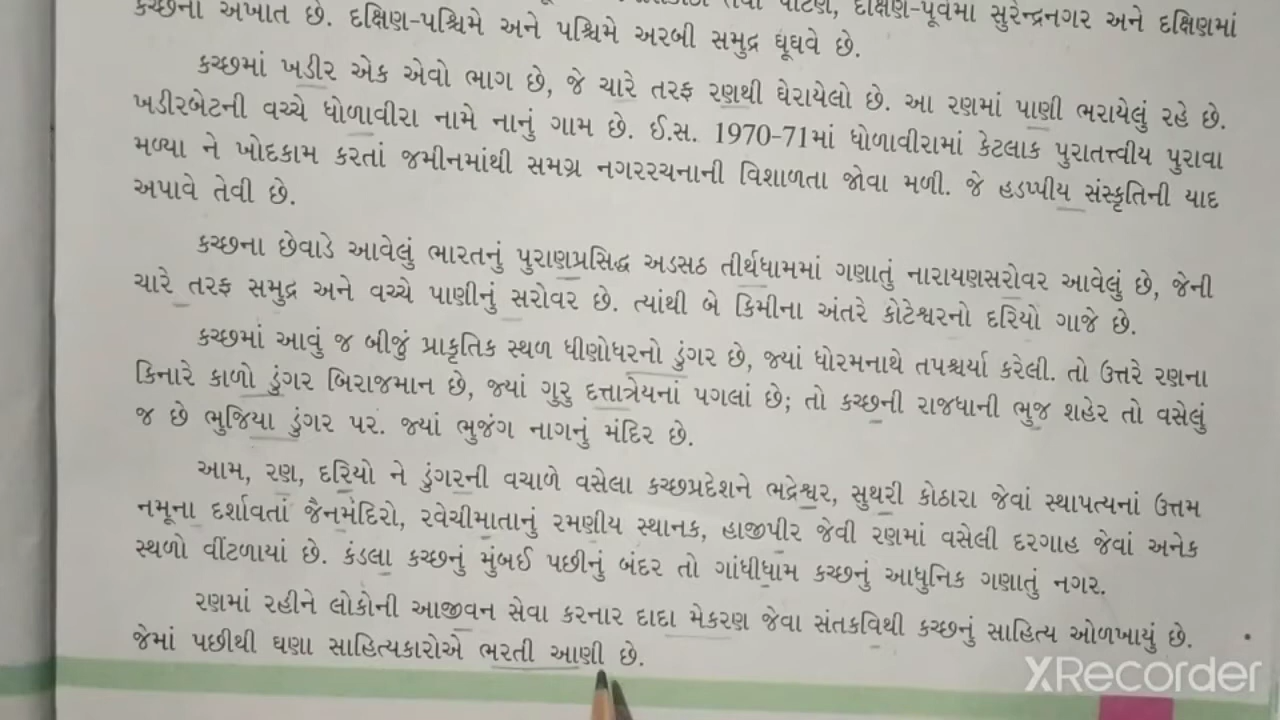 કચ્છના અખાત છે. દક્ષિણ-પશ્ચિમે અને પશ્ચિમે અરબી સમુદ્ર ઘૂઘવે છે. પાટણ, દક્ષિણ-પૂર્વમાં સુરેન્દ્રનગર અને દક્ષિણમાં
કચ્છમાં ખડીર એક એવો ભાગ છે, જે ચારે તરફ રણથી ઘેરાયેલો છે. આ રણમાં પાણી ભરાયેલું રહે છે.
ખડીરબેટની વચ્ચે ધોળાવીરા નામે નાનું ગામ છે. ઈ.સ. 1970-71માં ધોળાવીરામાં કેટલાક પુરાતત્ત્વીય પુરાવા
મળ્યા ને ખોદકામ કરતાં જમીનમાંથી સમગ્ર નગરરચનાની વિશાળતા જોવા મળી. જે હડપ્પીય સંસ્કૃતિની યાદ
અપાવે તેવી છે.
કચ્છના છેવાડે આવેલું ભારતનું પુરાણપ્રસિદ્ધ અડસઠ તીર્થધામમાં ગણાતું નારાયણસરોવર આવેલું છે, જેની
ચારે તરફ સમુદ્ર અને વચ્ચે પાણીનું સરોવર છે. ત્યાંથી બે કિમીના અંતરે કોટેશ્વરનો દરિયો ગાજે છે.
કચ્છમાં આવું જ બીજું પ્રાકૃતિક સ્થળ ધીણોધરનો ડુંગર છે, જ્યાં ધોરમનાથે તપશ્ચર્યા કરેલી. તો ઉત્તરે રણના
કિનારે કાળો ડુંગર બિરાજમાન છે, જ્યાં ગુરુ દત્તાત્રેયનાં પગલાં છે; તો કચ્છની રાજધાની ભુજ શહેર તો વસેલું
જ છે ભુજિયા ડુંગર પર. જ્યાં ભુજંગ નાગનું મંદિર છે.
આમ, રણ, દરિયો ને ડુંગરની વચાળે વસેલા કચ્છપ્રદેશને ભદ્રેશ્વર, સુથરી કોઠારા જેવાં સ્થાપત્યનાં ઉત્તમ
નમૂના દર્શાવતાં જૈનમંદિરો, રવેચીમાતાનું રમણીય સ્થાનક, હાજીપીર જેવી રણમાં વસેલી દરગાહ જેવાં અનેક
સ્થળો વીંટળાયાં છે. કંડલા કચ્છનું મુંબઈ પછીનું બંદર તો ગાંધીધામ કચ્છનું આધુનિક ગણાતું નગર.
રણમાં રહીને લોકોની આજીવન સેવા કરનાર દાદા મેકરણ જેવા સંતકવિથી કચ્છનું સાહિત્ય ઓળખાયું છે.
જેમાં પછીથી ઘણા સાહિત્યકારોએ ભરતી આણી છે.
XRecorder